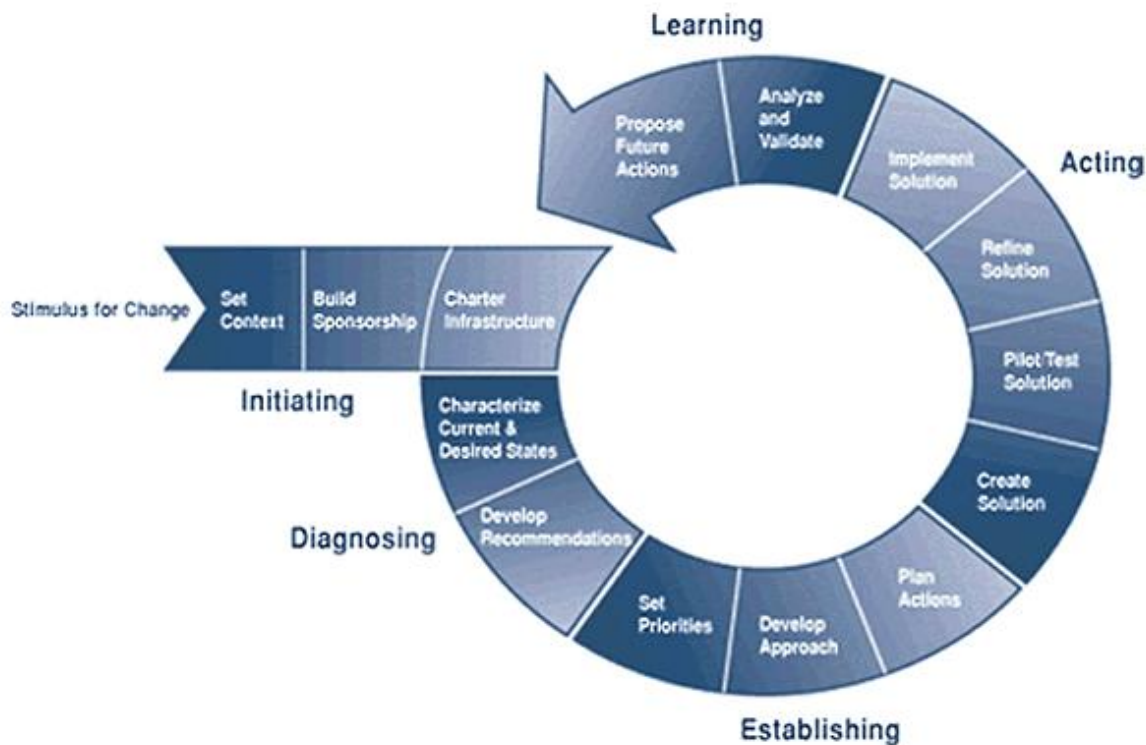 Learning
Propose
Future
Actions
Analyze
and
Validate
Implement
Solution
Acting
Refine
Solution
Stimulus for Change
Set
Context
Build
Sponsorship
Charter
Infrastructure
Pilot/Test
Solution
Initiating
Characterize
Current &
Desired States
Create
Solution
Diagnosing
Develop
Recommendations
Set
Priorities
Develop
Approach
Plan
Actions
Establishing